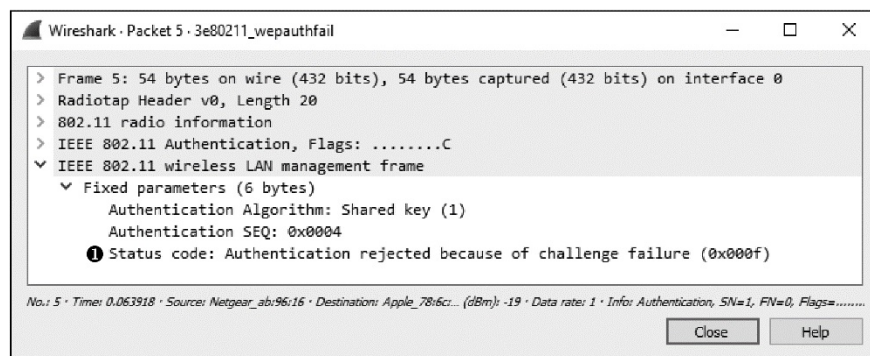 Wireshark · Packet 5 · 3e80211_wepauthfail
Frame 5: 54 bytes on wire (432 bits), 54 bytes captured (432 bits) on interface 0
Radiotap Header v0, Length 20
802.11 radio information
IEEE 802.11 Authentication, Flags: ........C
IEEE 802.11 wireless LAN management frame
Fixed parameters (6 bytes)
Authentication Algorithm: Shared key (1)
Authentication SEQ: 0x0004
❶ Status code: Authentication rejected because of challenge failure (0x000f)
No.: 5 · Time: 0.063918 · Source: Netgear_ab:96:16 · Destination: Apple_78:6c:... (dBm): -19 · Data rate: 1 · Info: Authentication, SN=1, FN=0, Flags=........
Close Help